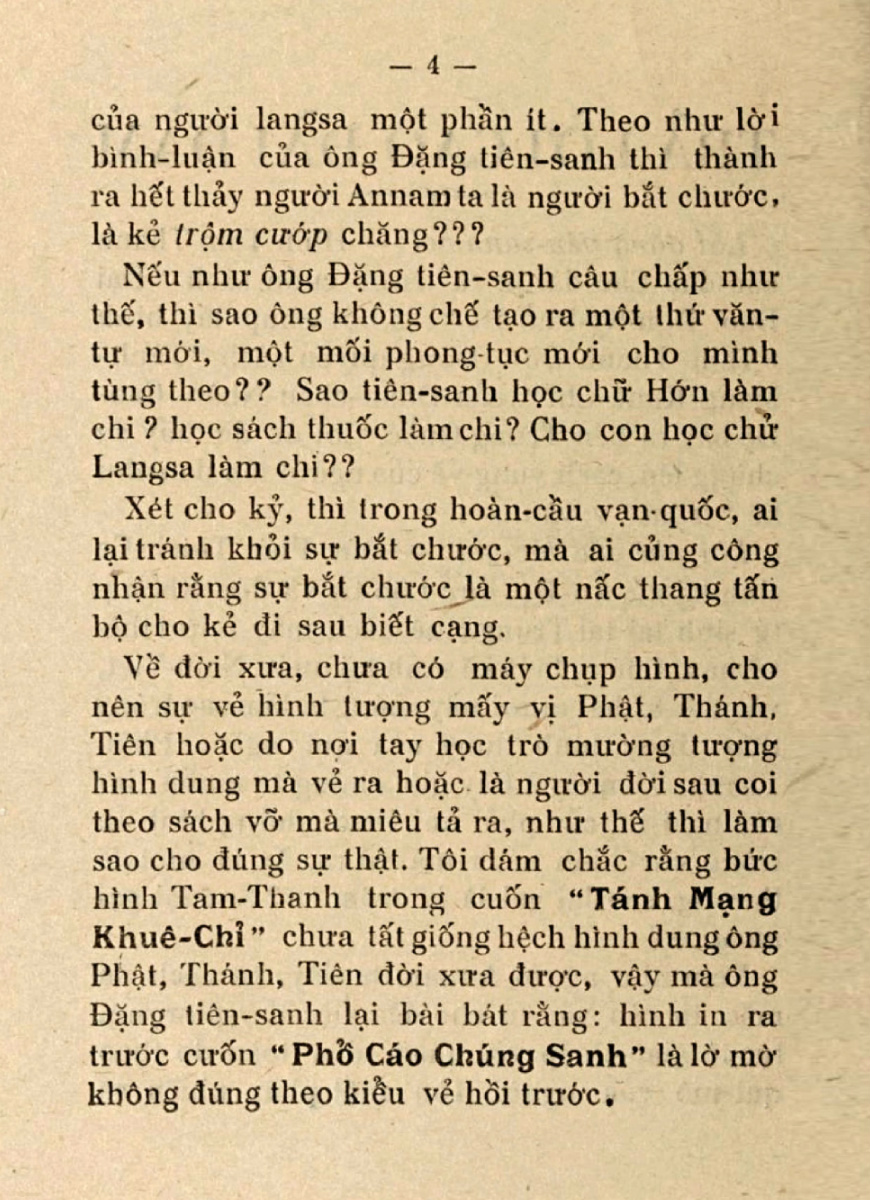 — 4 —
của người langsa một phần ít. Theo như lời
bình-luận của ông Đặng tiên-sanh thì thành
ra hết thảy người Annam ta là người bắt chước,
là kẻ trộm cướp chăng???
Nếu như ông Đặng tiên-sanh câu chấp như
thế, thì sao ông không chế tạo ra một thứ văn-
tự mới, một mối phong-tục mới cho mình
tùng theo?? Sao tiên-sanh học chữ Hớn làm
chi? học sách thuốc làm chi? Cho con học chử
Langsa làm chi??
Xét cho kỷ, thì trong hoàn-cầu vạn-quốc, ai
lại tránh khỏi sự bắt chước, mà ai củng công
nhận rằng sự bắt chước là một nấc thang tấn
bộ cho kẻ đi sau biết cạng.
Về đời xưa, chưa có máy chụp hình, cho
nên sự vẻ hình tượng mấy vị Phật, Thánh,
Tiên hoặc do nơi tay học trò mường tượng
hình dung mà vẻ ra hoặc là người đời sau coi
theo sách vỡ mà miêu tả ra, như thế thì làm
sao cho đúng sự thật. Tôi dám chắc rằng bức
hình Tam-Thanh trong cuốn “Tánh Mạng
Khuê-Chỉ” chưa tất giống hệch hình dung ông
Phật, Thánh, Tiên đời xưa được, vậy mà ông
Đặng tiên-sanh lại bài bát rằng: hình in ra
trước cưốn “Phổ Cáo Chúng Sanh” là lờ mờ
không đúng theo kiểu vẻ hồi trước.